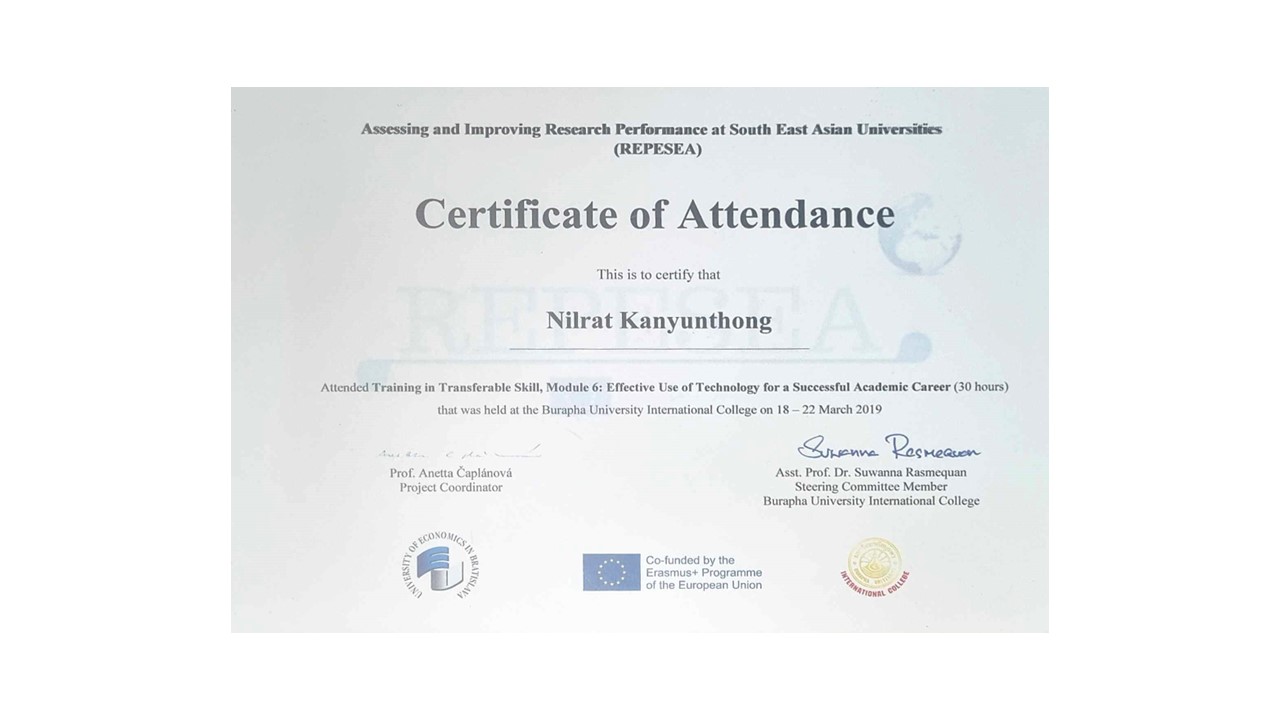 Assessing and Improving Research Performance at South East Asian Universities
(REPESEA)
Certificate of Attendance
This is to certify that
REPESEA
Nilrat Kanyunthong
Attended Training in Transferable Skill, Module 6: Effective Use of Technology for a Successful Academic Career (30 hours)
that was held at the Burapha University International College on 18 – 22 March 2019
Suwanna Rasmequan
Prof. Anetta Čaplánová
Project Coordinator
Asst. Prof. Dr. Suwanna Rasmequan
Steering Committee Member
Burapha University International College
UNIVERSITY OF ECONOMICS IN BRATISLAVA
Co-funded by the
Erasmus+ Programme
of the European Union
INTERNATIONAL COLLEGE